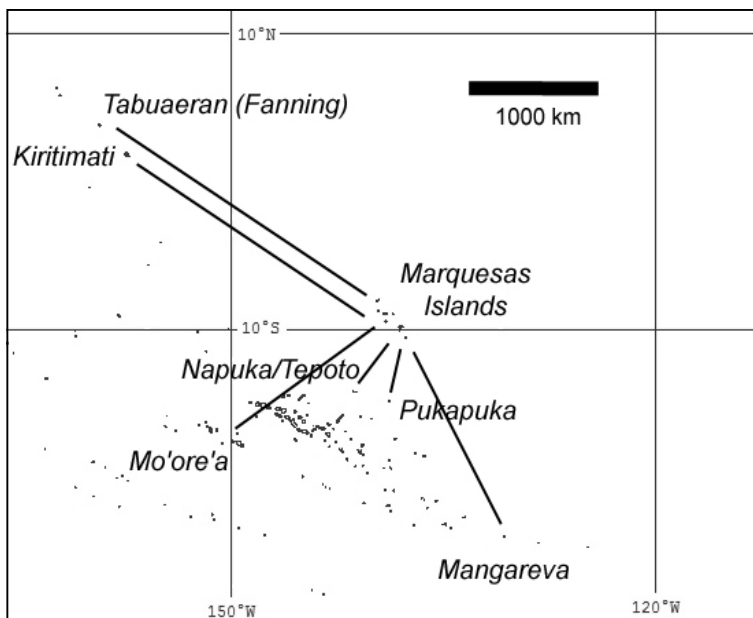 10°N
Tabuaeran (Fanning)
1000 km
Kiritimati
Marquesas
Islands
10°S
Napuka/Tepoto
Pukapuka
Mo'ore'a
Mangareva
150°W
120°W